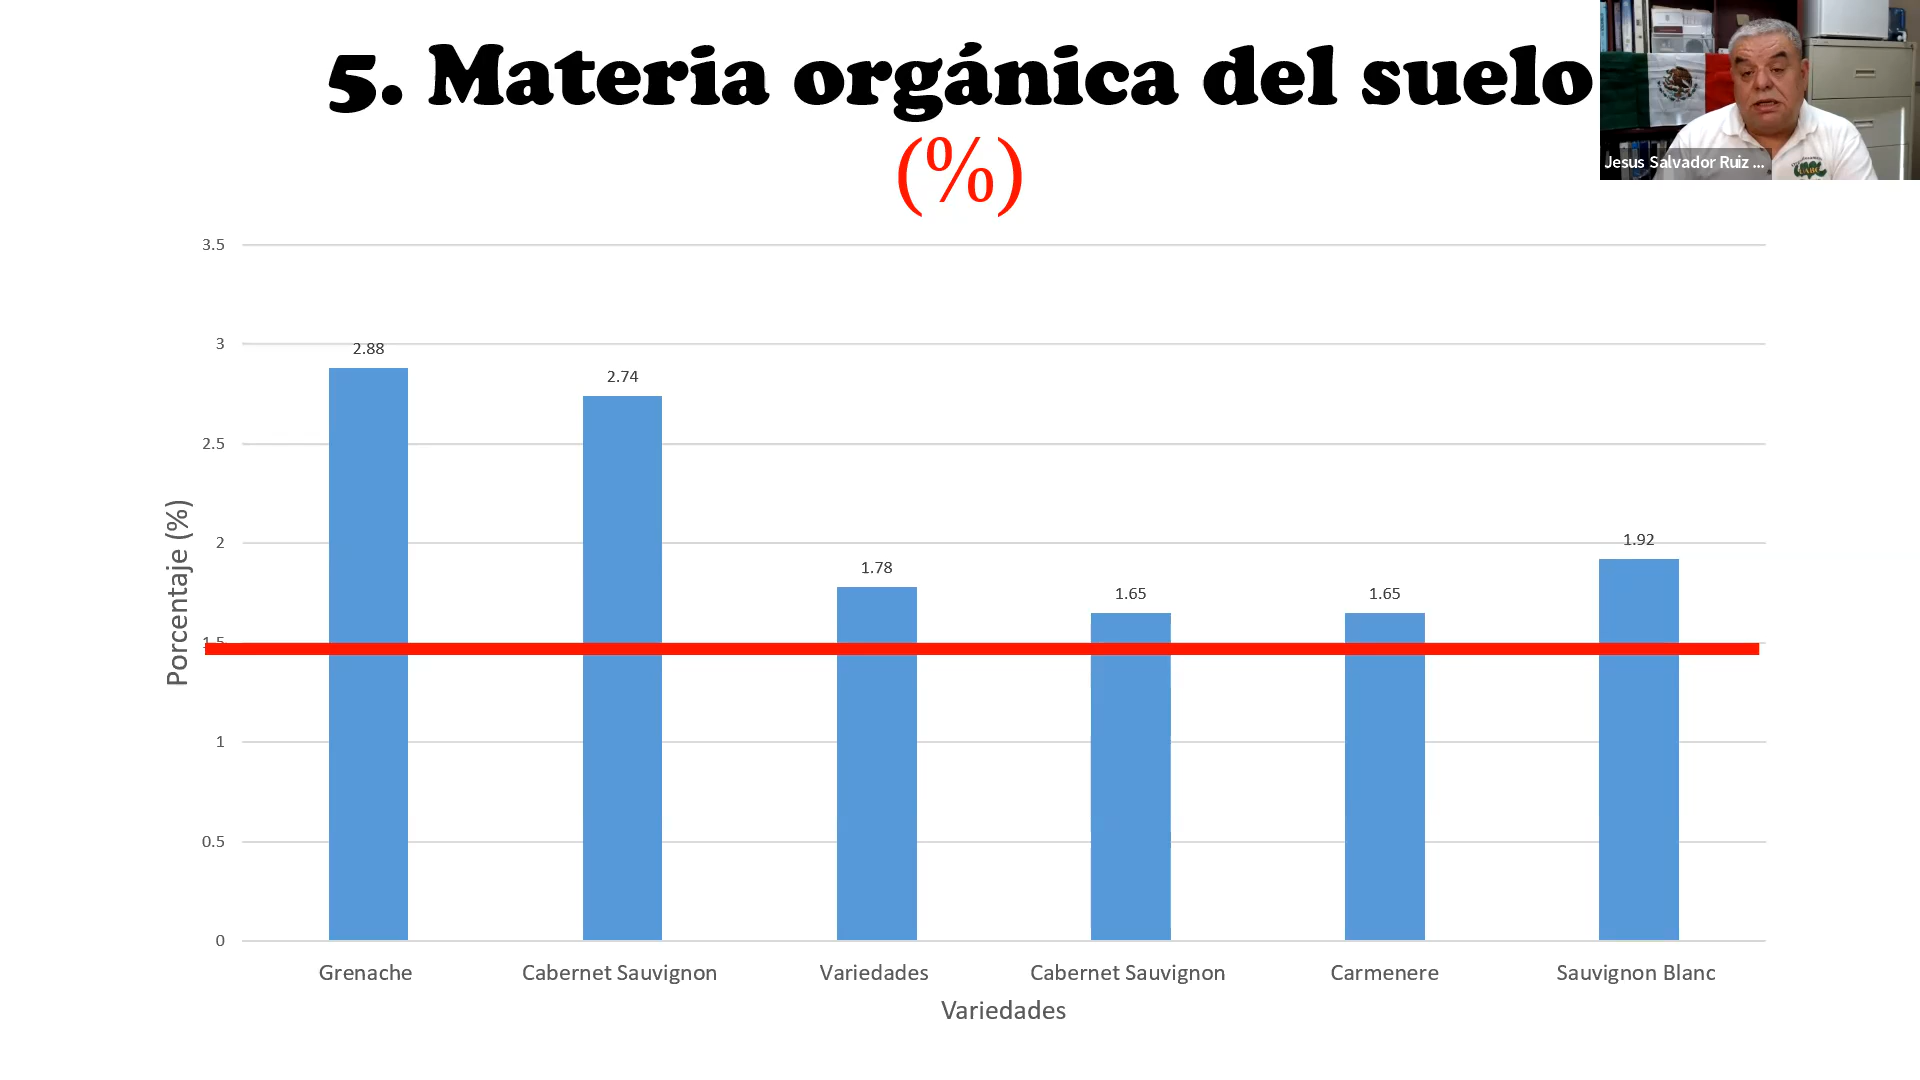 5. Materia orgánica del suelo
(%)
Jesus Salvador Ruiz ...
UABC
3.5
3
2.5
2
1.5
1
0.5
0
Porcentaje (%)
2.88
2.74
1.78
1.65
1.65
1.92
Grenache
Cabernet Sauvignon
Variedades
Cabernet Sauvignon
Carmenere
Sauvignon Blanc
Variedades